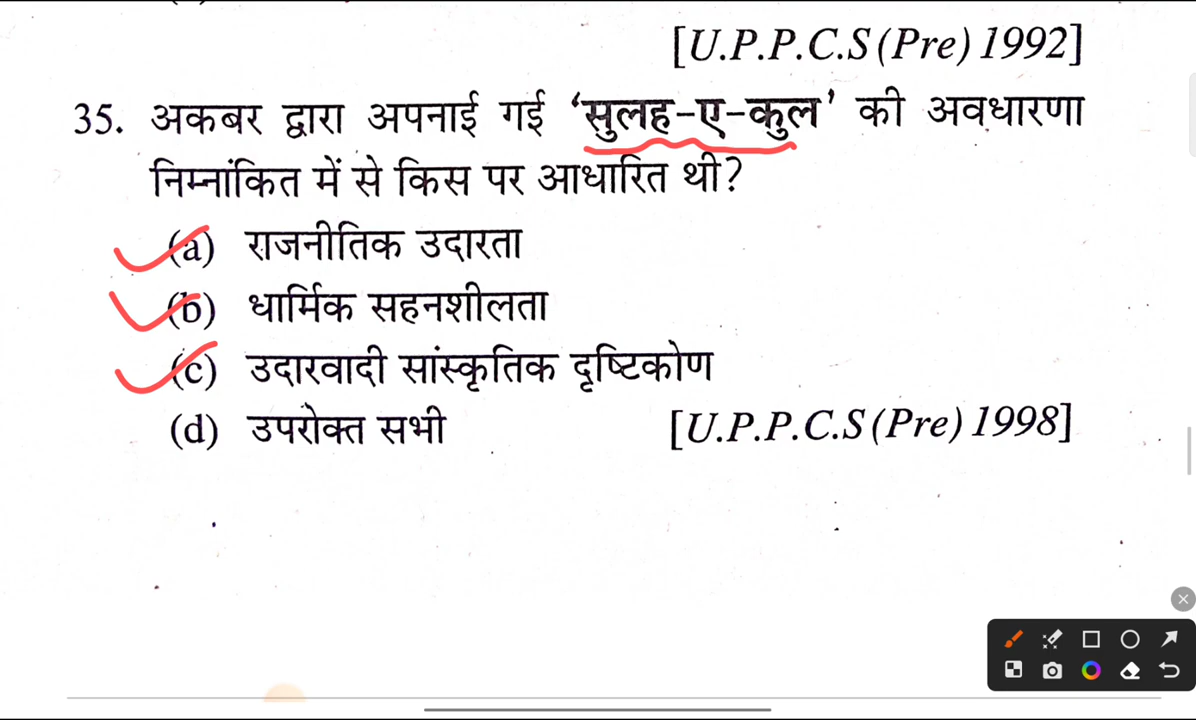 [U.P.P.C.S (Pre) 1992]
35. अकबर द्वारा अपनाई गई ‘सुलह-ए-कुल’ की अवधारणा
निम्नांकित में से किस पर आधारित थी?
(a) राजनीतिक उदारता
(b) धार्मिक सहनशीलता
(c) उदारवादी सांस्कृतिक दृष्टिकोण
(d) उपरोक्त सभी [U.P.P.C.S (Pre) 1998]